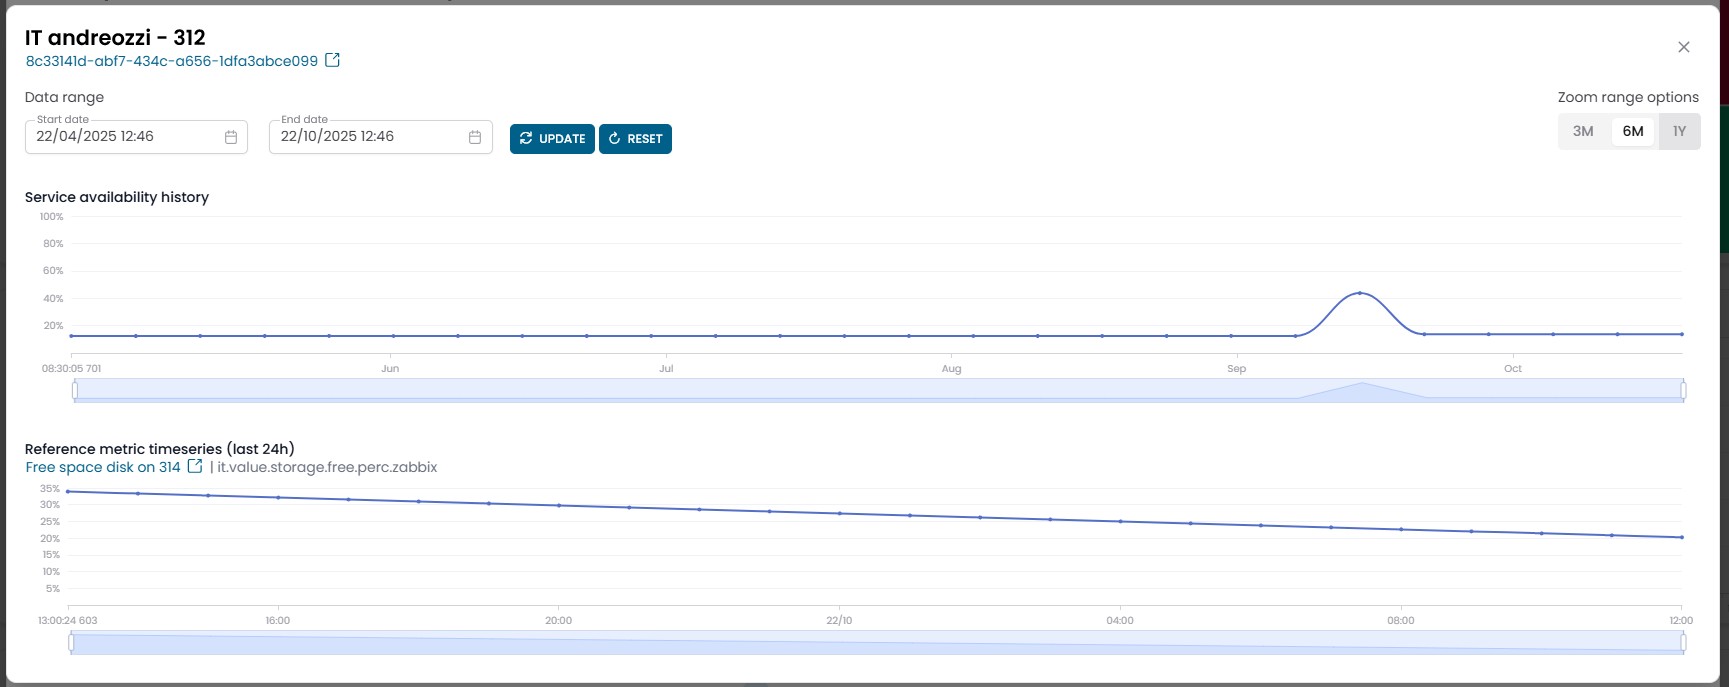 IT andreozzi - 312
8c33141d-abf7-434c-a656-1dfa3abce099
Data range
Zoom range options
Start date
22/04/2025 12:46
End date
22/10/2025 12:46
UPDATE
RESET
3M 6M 1Y
Service availability history
100%
80%
60%
40%
20%
08:30:05 701 Jun Jul Aug Sep Oct
Reference metric timeseries (last 24h)
Free space disk on 314 | it.value.storage.free.perc.zabbix
35%
30%
25%
20%
15%
10%
5%
13:00:24 603 16:00 20:00 22/10 04:00 08:00 12:00